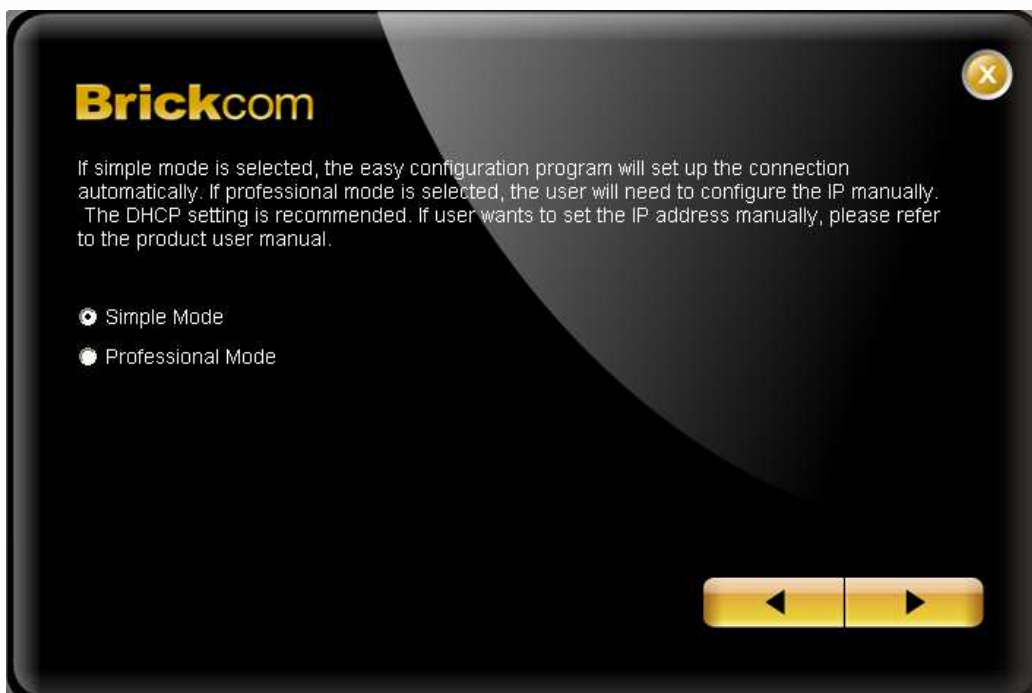 Brickcom
If simple mode is selected, the easy configuration program will set up the connection
automatically. If professional mode is selected, the user will need to configure the IP manually.
The DHCP setting is recommended. If user wants to set the IP address manually, please refer
to the product user manual.
Simple Mode
Professional Mode